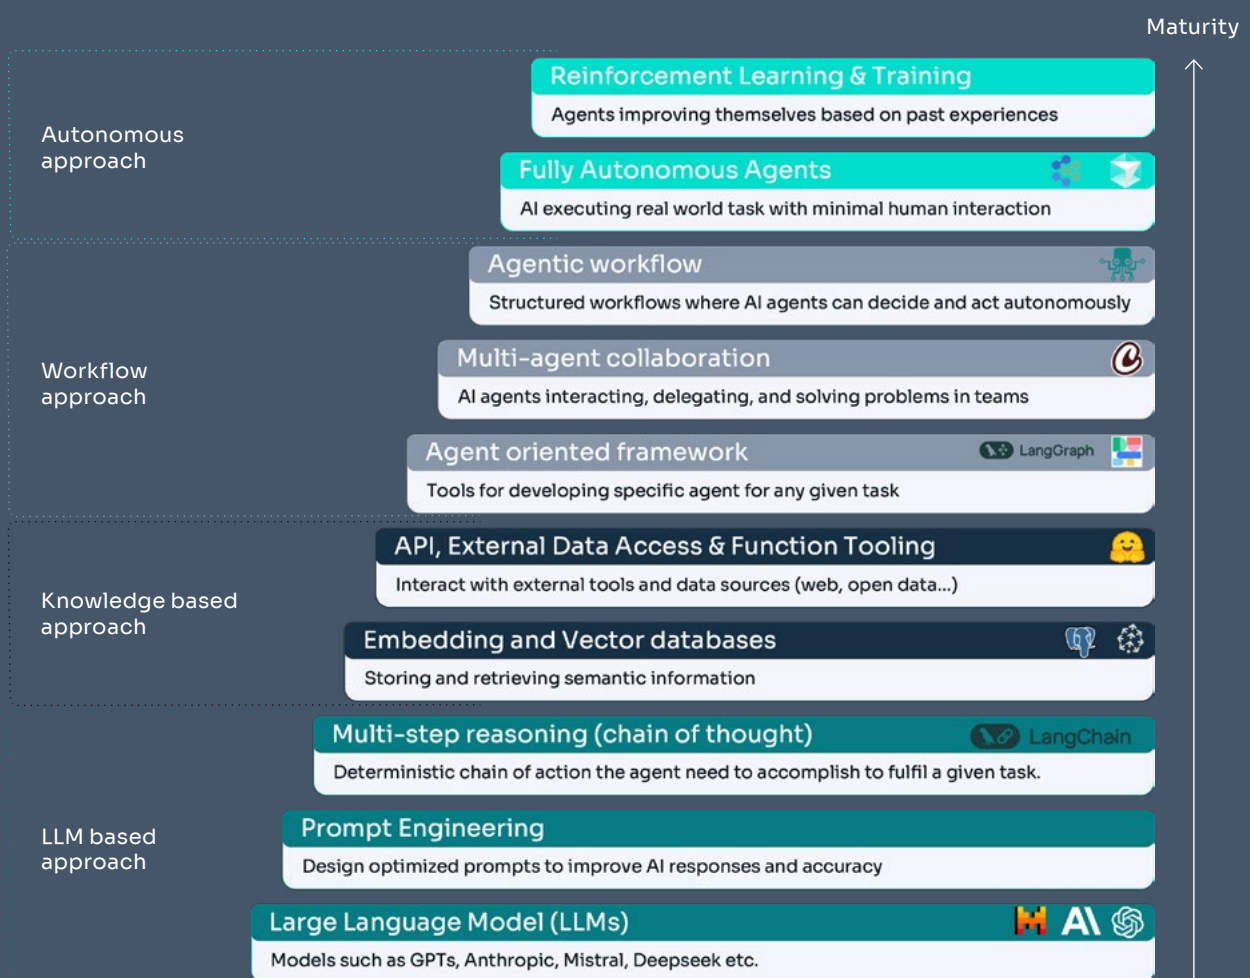 Maturity
Autonomous
approach
Reinforcement Learning & Training
Agents improving themselves based on past experiences
Fully Autonomous Agents
AI executing real world task with minimal human interaction
Workflow
approach
Agentic workflow
Structured workflows where AI agents can decide and act autonomously
Multi-agent collaboration
AI agents interacting, delegating, and solving problems in teams
Agent oriented framework
LangGraph
Tools for developing specific agent for any given task
Knowledge based
approach
API, External Data Access & Function Tooling
Interact with external tools and data sources (web, open data...)
Embedding and Vector databases
Storing and retrieving semantic information
LLM based
approach
Multi-step reasoning (chain of thought)
LangChain
Deterministic chain of action the agent need to accomplish to fulfil a given task.
Prompt Engineering
Design optimized prompts to improve AI responses and accuracy
Large Language Model (LLMs)
Models such as GPTs, Anthropic, Mistral, Deepseek etc.